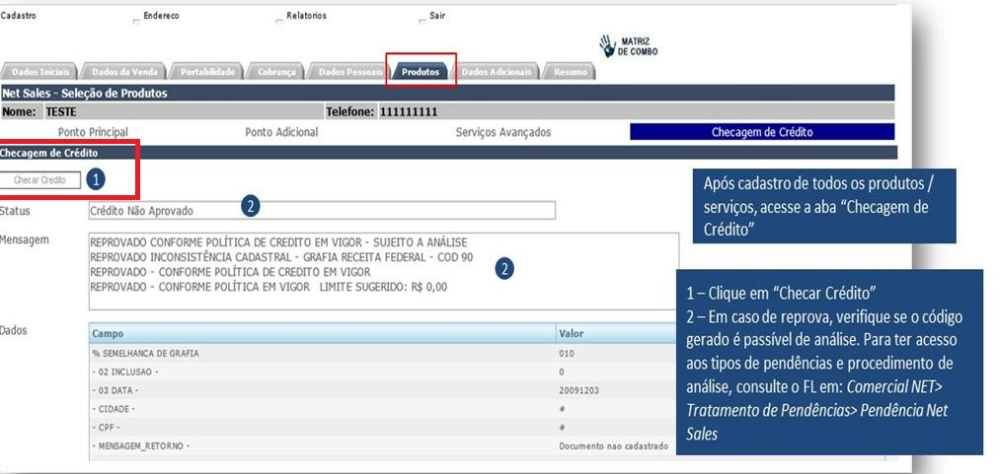 Cadastro Endereco Relatorios Sair
MATRIZ
DE COMBO
Dados Iniciais Dados da Venda Portabilidade Cobrança Dados Pessoais Produtos Dados Adicionais Resumo
Net Sales - Seleção de Produtos
Nome: TESTE Telefone: 111111111
Ponto Principal Ponto Adicional Serviços Avançados Checagem de Crédito
Checagem de Crédito
Checar Credito 1
Status Crédito Não Aprovado 2
Mensagem
REPROVADO CONFORME POLÍTICA DE CREDITO EM VIGOR - SUJEITO A ANÁLISE
REPROVADO INCONSISTÊNCIA CADASTRAL - GRAFIA RECEITA FEDERAL - COD 90
REPROVADO - CONFORME POLÍTICA DE CREDITO EM VIGOR
REPROVADO - CONFORME POLÍTICA EM VIGOR LIMITE SUGERIDO: R$ 0,00
2
Dados
Campo Valor
% SEMELHANCA DE GRAFIA 010
- 02 INCLUSAO - 0
- 03 DATA - 20091203
- CIDADE - #
- CPF - #
- MENSAGEM_RETORNO - Documento nao cadastrado
Após cadastro de todos os produtos /
serviços, acesse a aba “Checagem de
Crédito”
1 – Clique em “Checar Crédito”
2 – Em caso de reprova, verifique se o código
gerado é passível de análise. Para ter acesso
aos tipos de pendências e procedimento de
análise, consulte o FL em: Comercial NET>
Tratamento de Pendências> Pendência Net
Sales